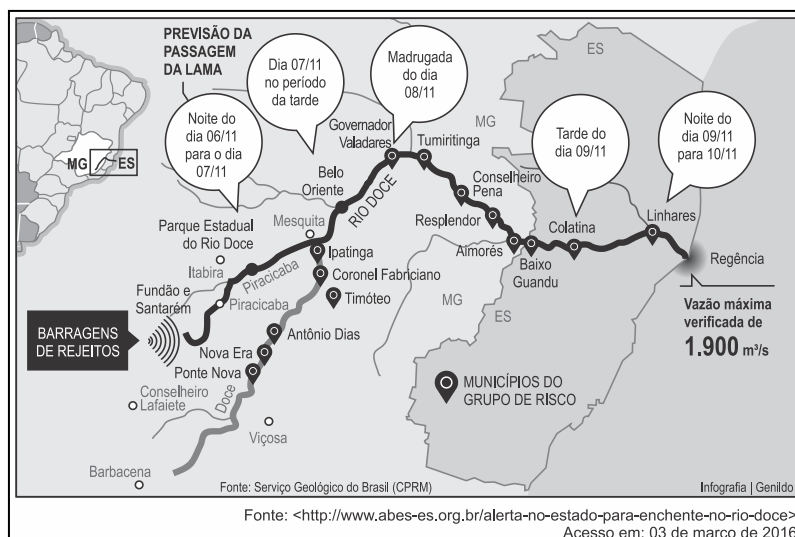 PREVISÃO DA
PASSAGEM
DA LAMA
Noite do
dia 06/11
para o dia
07/11
Dia 07/11
no período
da tarde
Madrugada
do dia
08/11
Tarde do
dia 09/11
Noite do
dia 09/11
para 10/11
ES
MG
MG
ES
MG
ES
Governador
Valadares
Tumiritinga
Conselheiro
Pena
Belo
Oriente
RIO DOCE
Resplendor
Aimorés
Baixo
Guandu
Colatina
Linhares
Regência
Parque Estadual
do Rio Doce
Mesquita
Itabira
Piracicaba
Ipatinga
Coronel Fabriciano
Timóteo
Fundão e
Santarém
Piracicaba
BARRAGENS
DE REJEITOS
Antônio Dias
Nova Era
Ponte Nova
Conselheiro
Lafaiete
Doce
Viçosa
Barbacena
Vazão máxima
verificada de
1.900 m³/s
MUNICÍPIOS DO
GRUPO DE RISCO
Fonte: Serviço Geológico do Brasil (CPRM)
Infografia | Genildo
Fonte: <http://www.abes-es.org.br/alerta-no-estado-para-enchente-no-rio-doce>
Acesso em: 03 de março de 2016